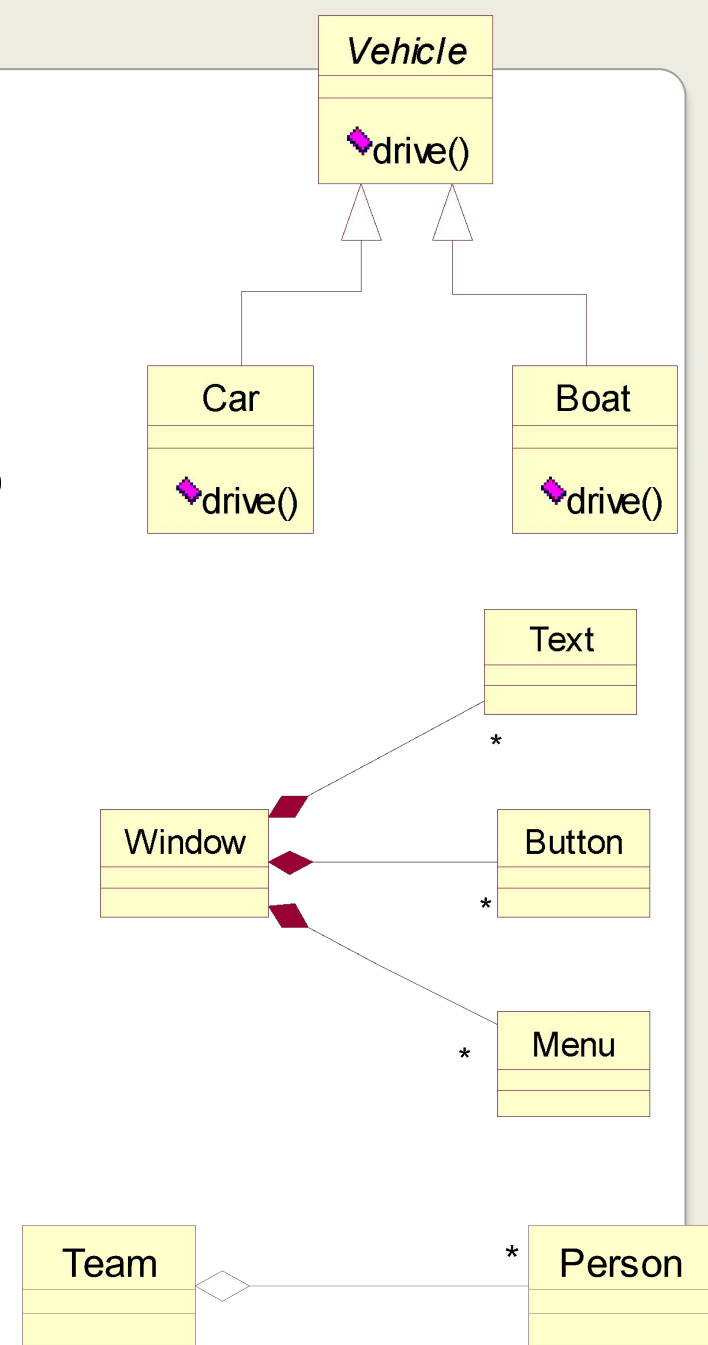 Vehicle
drive()
Car
Boat
)
drive()
drive()
Text
*
Window
Button
*
Menu
*
Team
*
Person